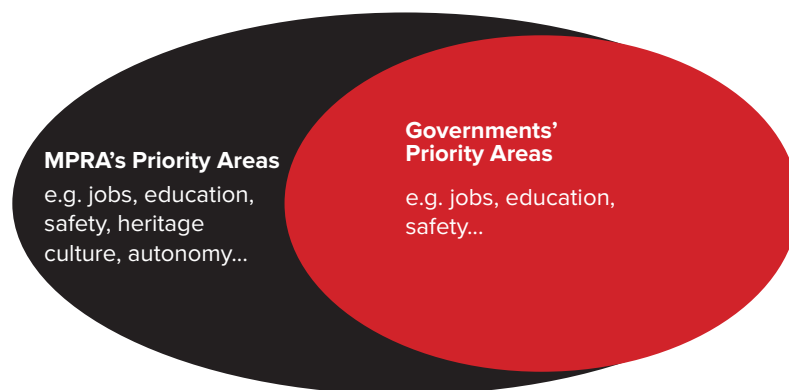 MPRA’s Priority Areas
e.g. jobs, education,
safety, heritage
culture, autonomy...
Governments’
Priority Areas
e.g. jobs, education,
safety...